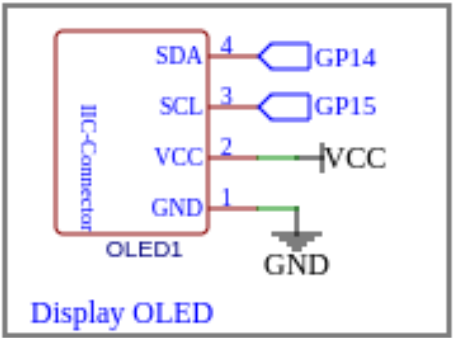 SDA 4 GP14
SCL 3 GP15
VCC 2 VCC
GND 1
IIC-Connector
OLED1
GND
Display OLED